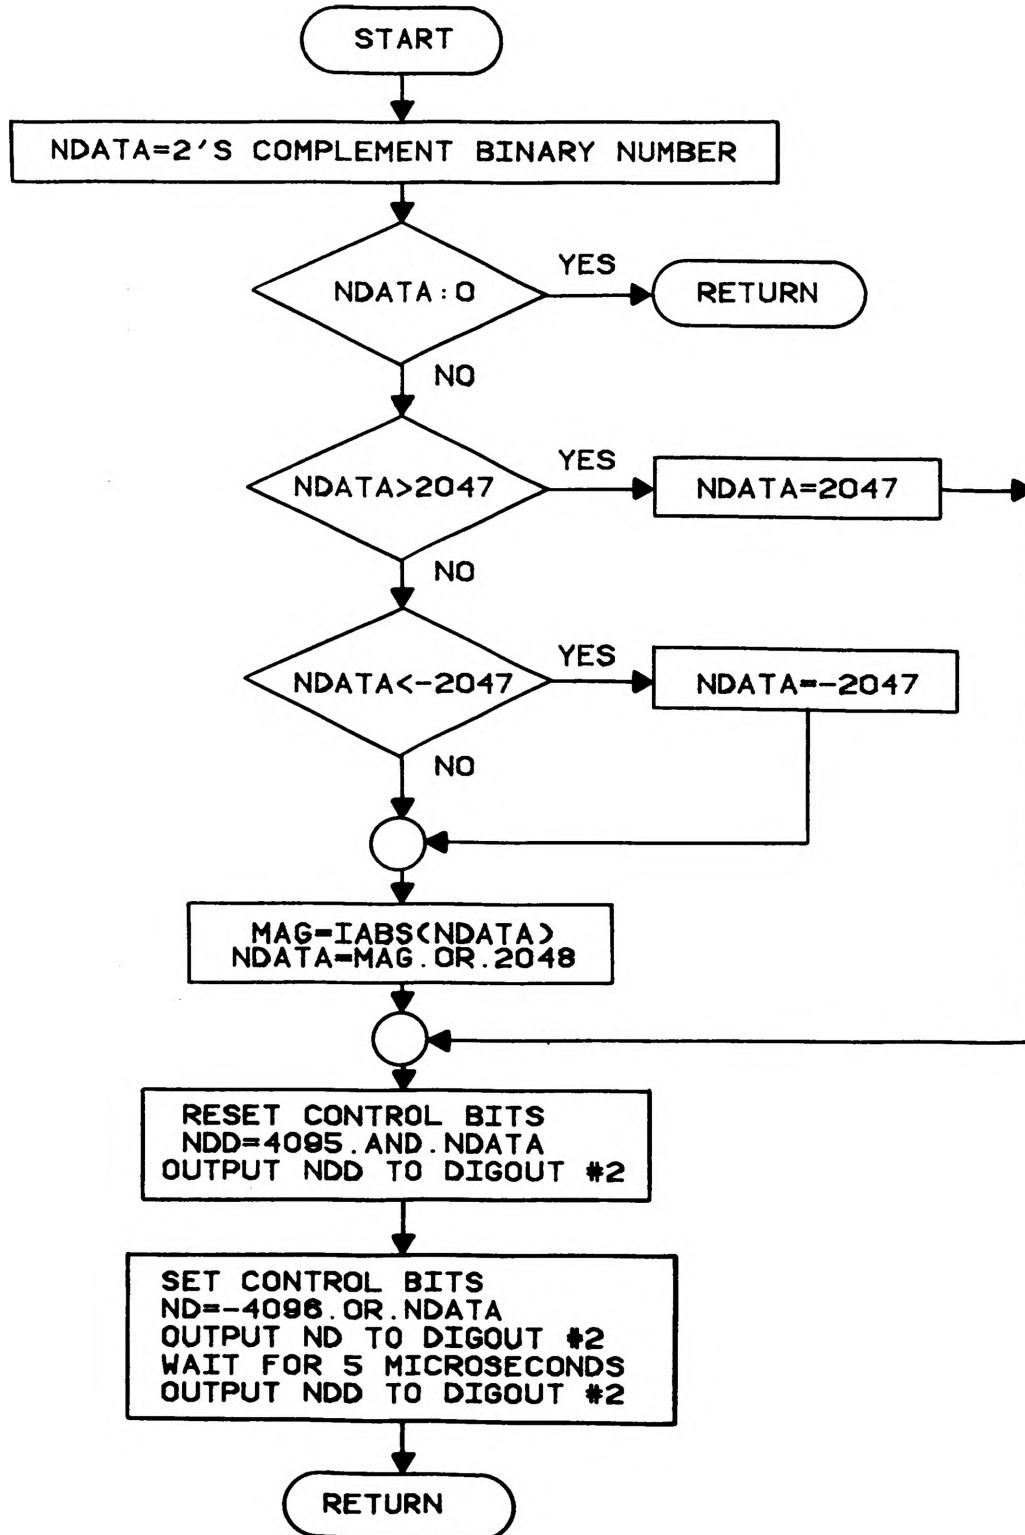 START
NDATA=2'S COMPLEMENT BINARY NUMBER
NDATA:0
YES
RETURN
NO
NDATA>2047
YES
NDATA=2047
NO
NDATA<-2047
YES
NDATA=-2047
NO
MAG=IABS(NDATA)
NDATA=MAG.OR.2048
RESET CONTROL BITS
NDD=4095.AND.NDATA
OUTPUT NDD TO DIGOUT #2
SET CONTROL BITS
ND=-4096.OR.NDATA
OUTPUT ND TO DIGOUT #2
WAIT FOR 5 MICROSECONDS
OUTPUT NDD TO DIGOUT #2
RETURN